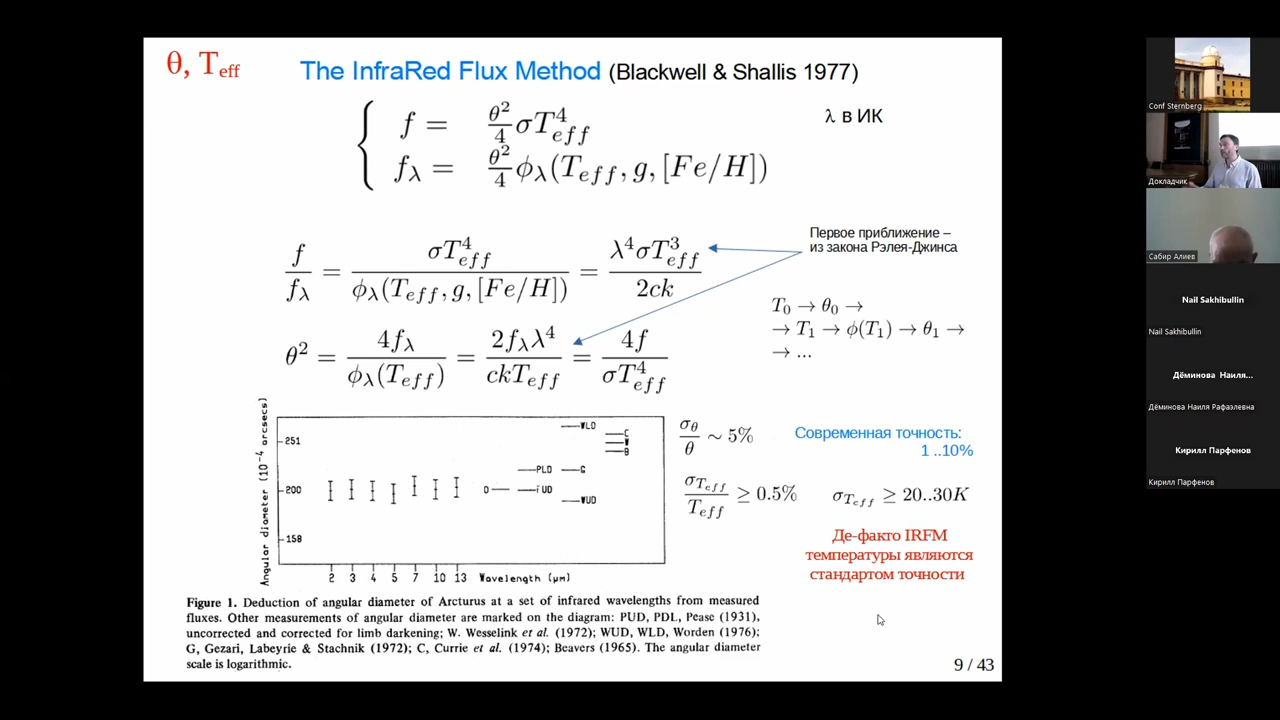 θ, T_eff
The InfraRed Flux Method (Blackwell & Shallis 1977)
f = θ²/4 σT⁴_eff
λ в ИК
f_λ = θ²/4 ϕ_λ(T_eff, g, [Fe/H])
Первое приближение –
из закона Рэлея-Джинса
f/f_λ = σT⁴_eff / ϕ_λ(T_eff, g, [Fe/H]) = λ⁴σT³_eff / 2ck
T₀ → θ₀ →
→ T₁ → ϕ(T₁) → θ₁ →
→ ...
θ² = 4f_λ / ϕ_λ(T_eff) = 2f_λλ⁴ / ckT_eff = 4f / σT⁴_eff
Angular diameter (10⁻⁴ arcsecs)
251
200
158
WLD
C
W
B
PLD
G
D
FUD
WUD
2 3 4 5 7 10 13 Wavelength (μm)
σ_θ/θ ~ 5%
Современная точность:
1 ..10%
σ_T_eff / T_eff ≥ 0.5%
σ_T_eff ≥ 20..30K
Де-факто IRFM
температуры являются
стандартом точности
Figure 1. Deduction of angular diameter of Arcturus at a set of infrared wavelengths from measured
fluxes. Other measurements of angular diameter are marked on the diagram: PUD, PDL, Pease (1931),
uncorrected and corrected for limb darkening; W. Wesselink et al. (1972); WUD, WLD, Worden (1976);
G, Gezari, Labeyrie & Stachnik (1972); C, Currie et al. (1974); Beavers (1965). The angular diameter
scale is logarithmic.
9 / 43
Conf Sternberg
Докладчик
Сабир Алиев
Nail Sakhibullin
Nail Sakhibullin
Дёминова Наиля...
Дёминова Наиля Рафаэлевна
Кирилл Парфенов
Кирилл Парфенов